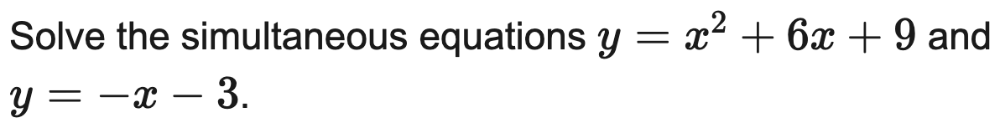 Solve the simultaneous equations y = x² + 6x + 9 and
y = −x − 3.